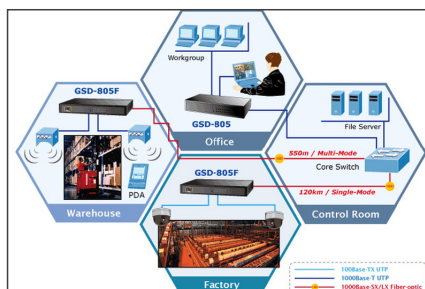 Workgroup
GSD-805F
GSD-805
Office
File Server
550m / Multi-Mode
Core Switch
PDA
GSD-805F
120km / Single-Mode
Warehouse
Control Room
Factory
100Base-TX UTP
1000Base-T UTP
1000Base-SX/LX Fiber-optic